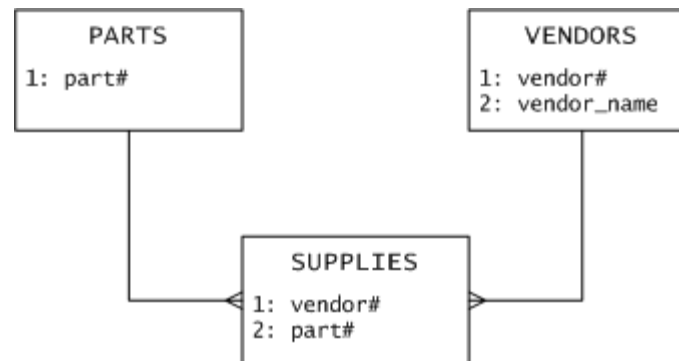 PARTS
1: part#
VENDORS
1: vendor#
2: vendor_name
SUPPLIES
1: vendor#
2: part#